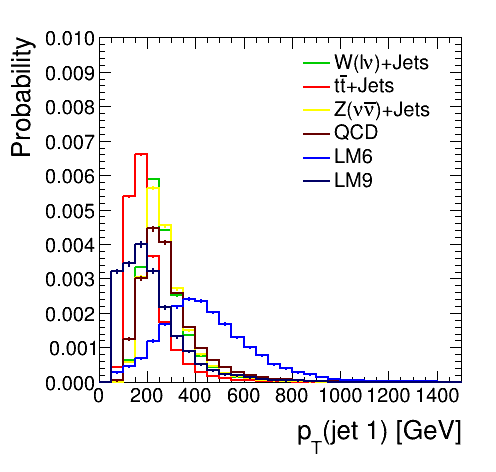 Probability
0.010
0.009
0.008
0.007
0.006
0.005
0.004
0.003
0.002
0.001
0.000
W(lν)+Jets
tt̄+Jets
Z(νν̄)+Jets
QCD
LM6
LM9
0 200 400 600 800 1000 1200 1400
p_T(jet 1) [GeV]